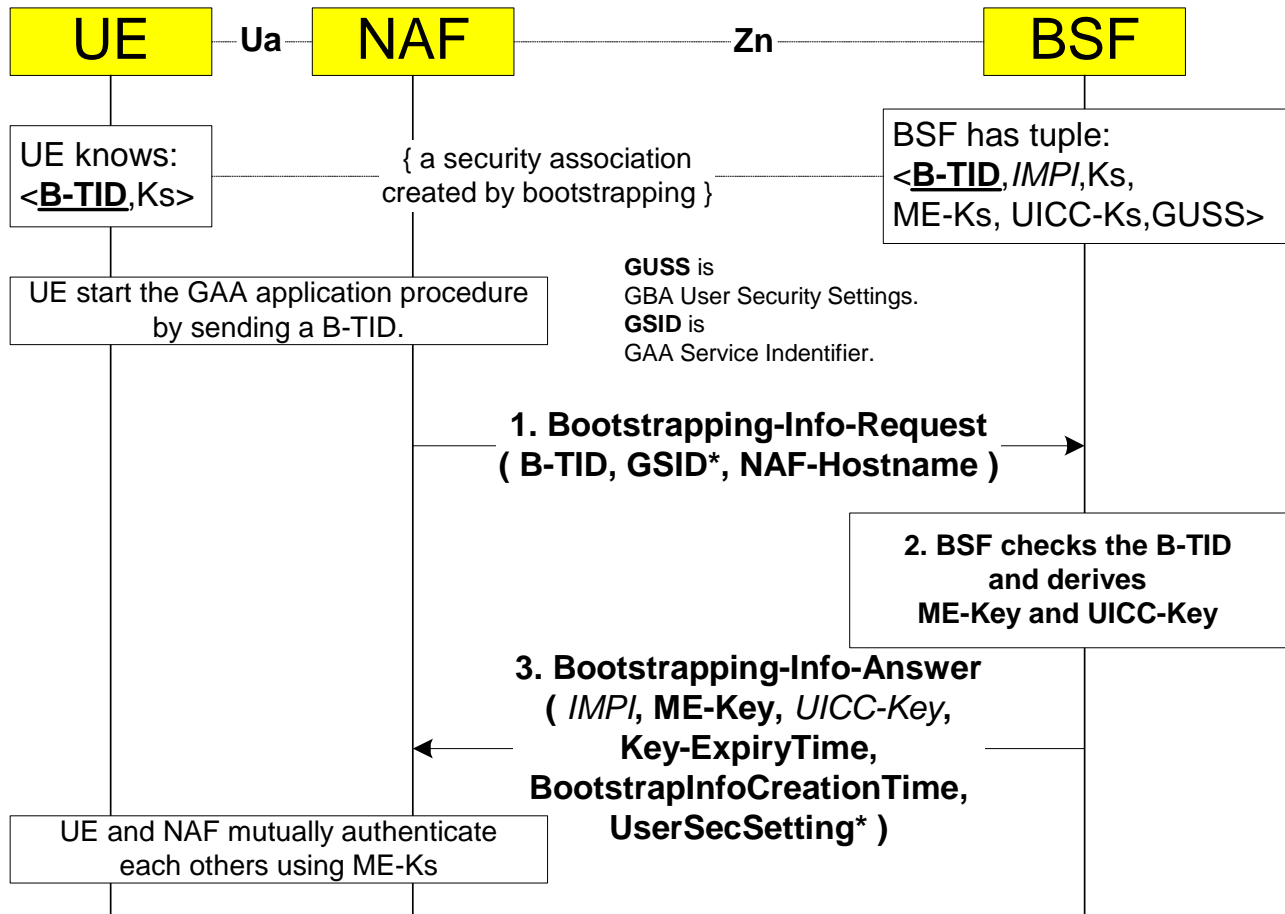 UE
Ua
NAF
Zn
BSF
UE knows:
<B-TID,Ks>
{ a security association
created by bootstrapping }
BSF has tuple:
<B-TID,IMPI,Ks,
ME-Ks, UICC-Ks,GUSS>
UE start the GAA application procedure
by sending a B-TID.
GUSS is
GBA User Security Settings.
GSID is
GAA Service Indentifier.
1. Bootstrapping-Info-Request
( B-TID, GSID*, NAF-Hostname )
2. BSF checks the B-TID
and derives
ME-Key and UICC-Key
3. Bootstrapping-Info-Answer
( IMPI, ME-Key, UICC-Key,
Key-ExpiryTime,
BootstrapInfoCreationTime,
UserSecSetting* )
UE and NAF mutually authenticate
each others using ME-Ks